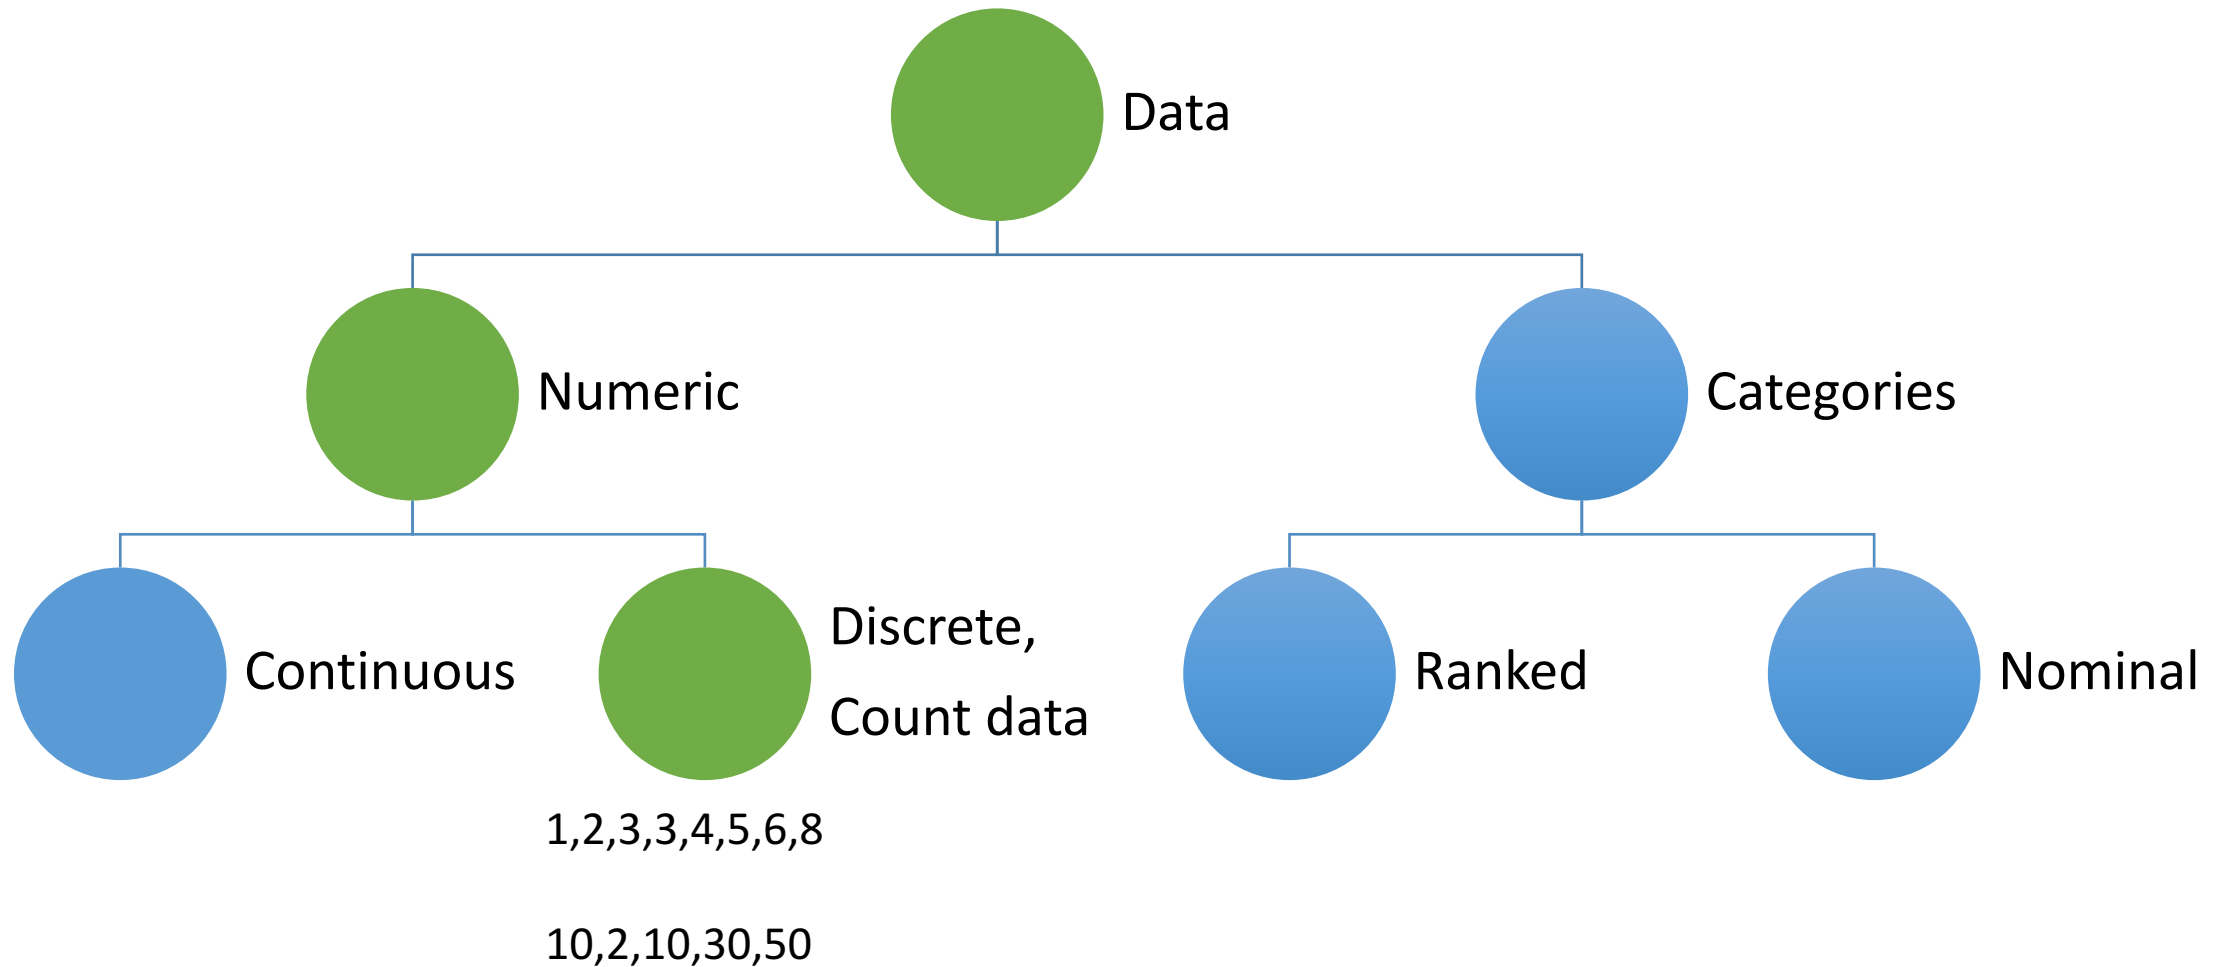 Data
Numeric
Categories
Continuous
Discrete,
Count data
Ranked
Nominal
1,2,3,3,4,5,6,8
10,2,10,30,50